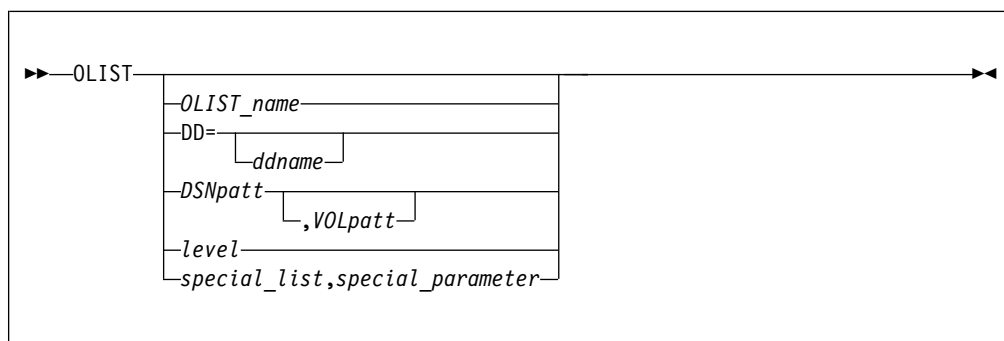 OLIST
OLIST_name
DD=
ddname
DSNpatt
,VOLpatt
level
special_list,special_parameter